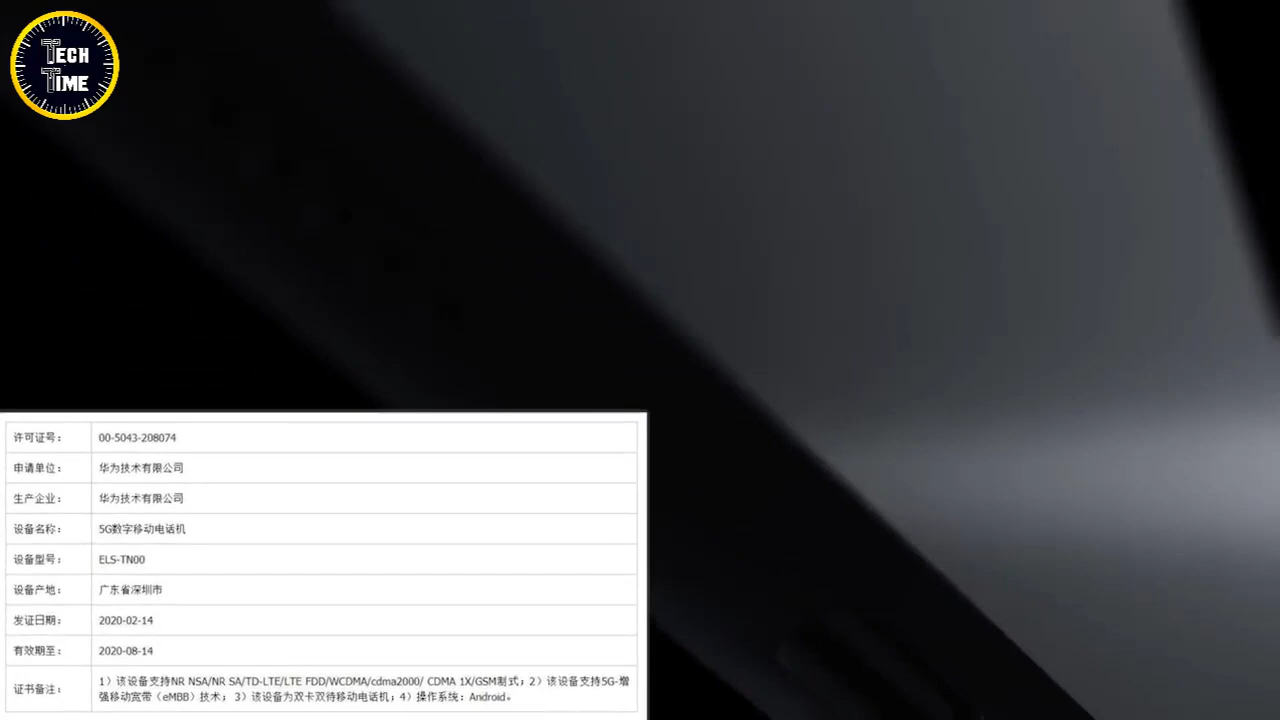 TECH
TIME
许可证号： 00-5043-208074
申请单位： 华为技术有限公司
生产企业： 华为技术有限公司
设备名称： 5G数字移动电话机
设备型号： ELS-TN00
设备产地： 广东省深圳市
发证日期： 2020-02-14
有效期至： 2020-08-14
证书备注： 1）该设备支持NR NSA/NR SA/TD-LTE/LTE FDD/WCDMA/cdma2000/ CDMA 1X/GSM制式；2）该设备支持5G-增
强移动宽带（eMBB）技术； 3）该设备为双卡双待移动电话机；4）操作系统：Android。